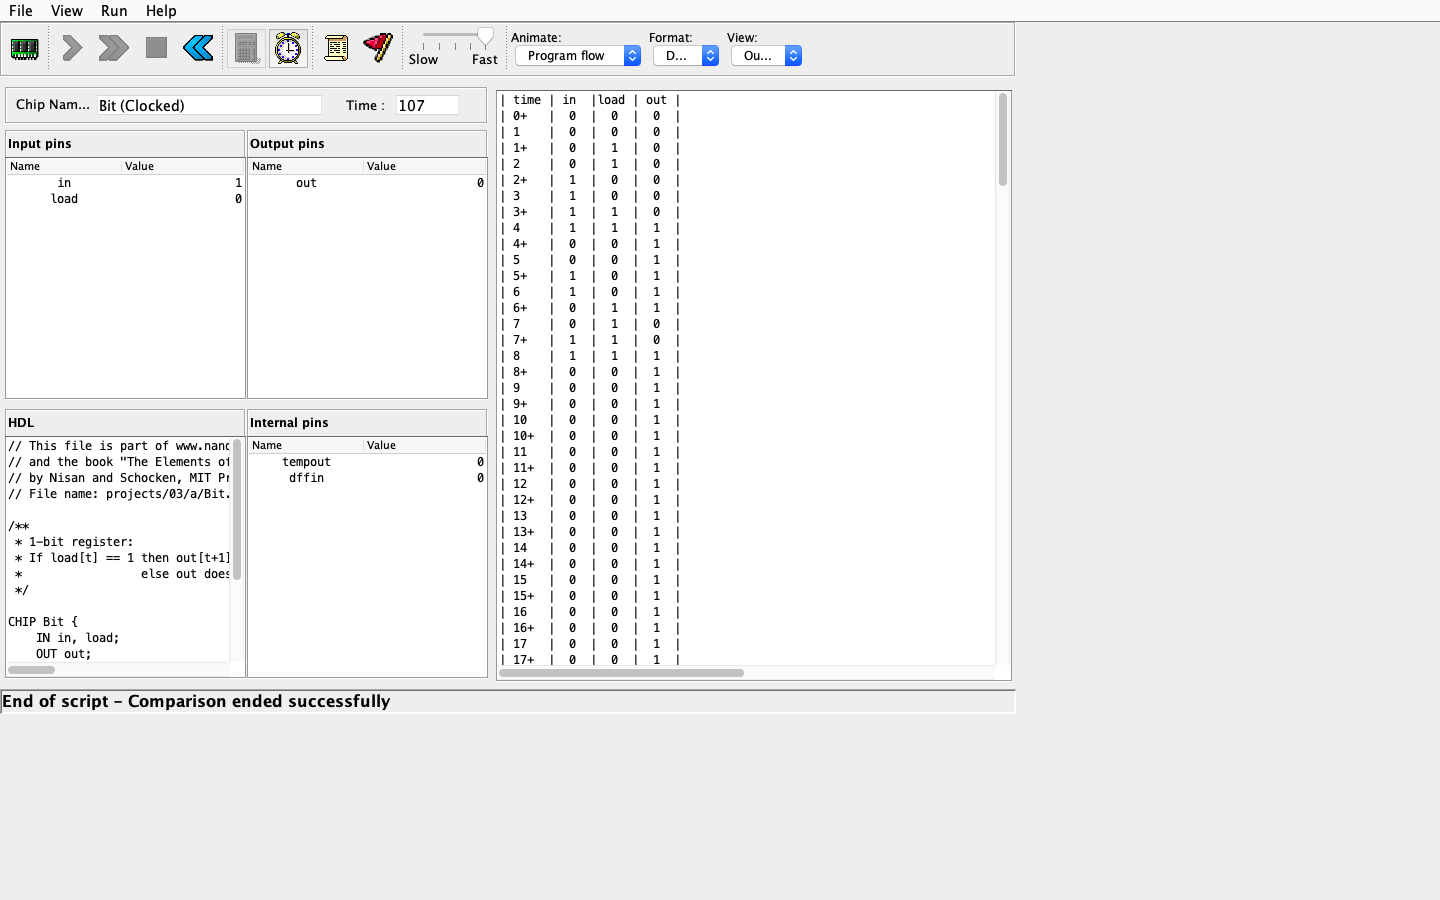 File View Run Help
Slow Fast
Animate: Format: View:
Program flow D... Ou...
Chip Nam... Bit (Clocked) Time : 107
Input pins
Name Value
in 1
load 0
Output pins
Name Value
out 0
HDL
// This file is part of www.nand
// and the book "The Elements of
// by Nisan and Schocken, MIT Pr
// File name: projects/03/a/Bit.
/**
* 1-bit register:
* If load[t] == 1 then out[t+1]
* else out does
*/
CHIP Bit {
IN in, load;
OUT out;
Internal pins
Name Value
tempout 0
dffin 0
| time | in |load | out |
| 0+ | 0 | 0 | 0 |
| 1 | 0 | 0 | 0 |
| 1+ | 0 | 1 | 0 |
| 2 | 0 | 1 | 0 |
| 2+ | 1 | 0 | 0 |
| 3 | 1 | 0 | 0 |
| 3+ | 1 | 1 | 0 |
| 4 | 1 | 1 | 1 |
| 4+ | 0 | 0 | 1 |
| 5 | 0 | 0 | 1 |
| 5+ | 1 | 0 | 1 |
| 6 | 1 | 0 | 1 |
| 6+ | 0 | 1 | 1 |
| 7 | 0 | 1 | 0 |
| 7+ | 1 | 1 | 0 |
| 8 | 1 | 1 | 1 |
| 8+ | 0 | 0 | 1 |
| 9 | 0 | 0 | 1 |
| 9+ | 0 | 0 | 1 |
| 10 | 0 | 0 | 1 |
| 10+ | 0 | 0 | 1 |
| 11 | 0 | 0 | 1 |
| 11+ | 0 | 0 | 1 |
| 12 | 0 | 0 | 1 |
| 12+ | 0 | 0 | 1 |
| 13 | 0 | 0 | 1 |
| 13+ | 0 | 0 | 1 |
| 14 | 0 | 0 | 1 |
| 14+ | 0 | 0 | 1 |
| 15 | 0 | 0 | 1 |
| 15+ | 0 | 0 | 1 |
| 16 | 0 | 0 | 1 |
| 16+ | 0 | 0 | 1 |
| 17 | 0 | 0 | 1 |
| 17+ | 0 | 0 | 1 |
End of script - Comparison ended successfully